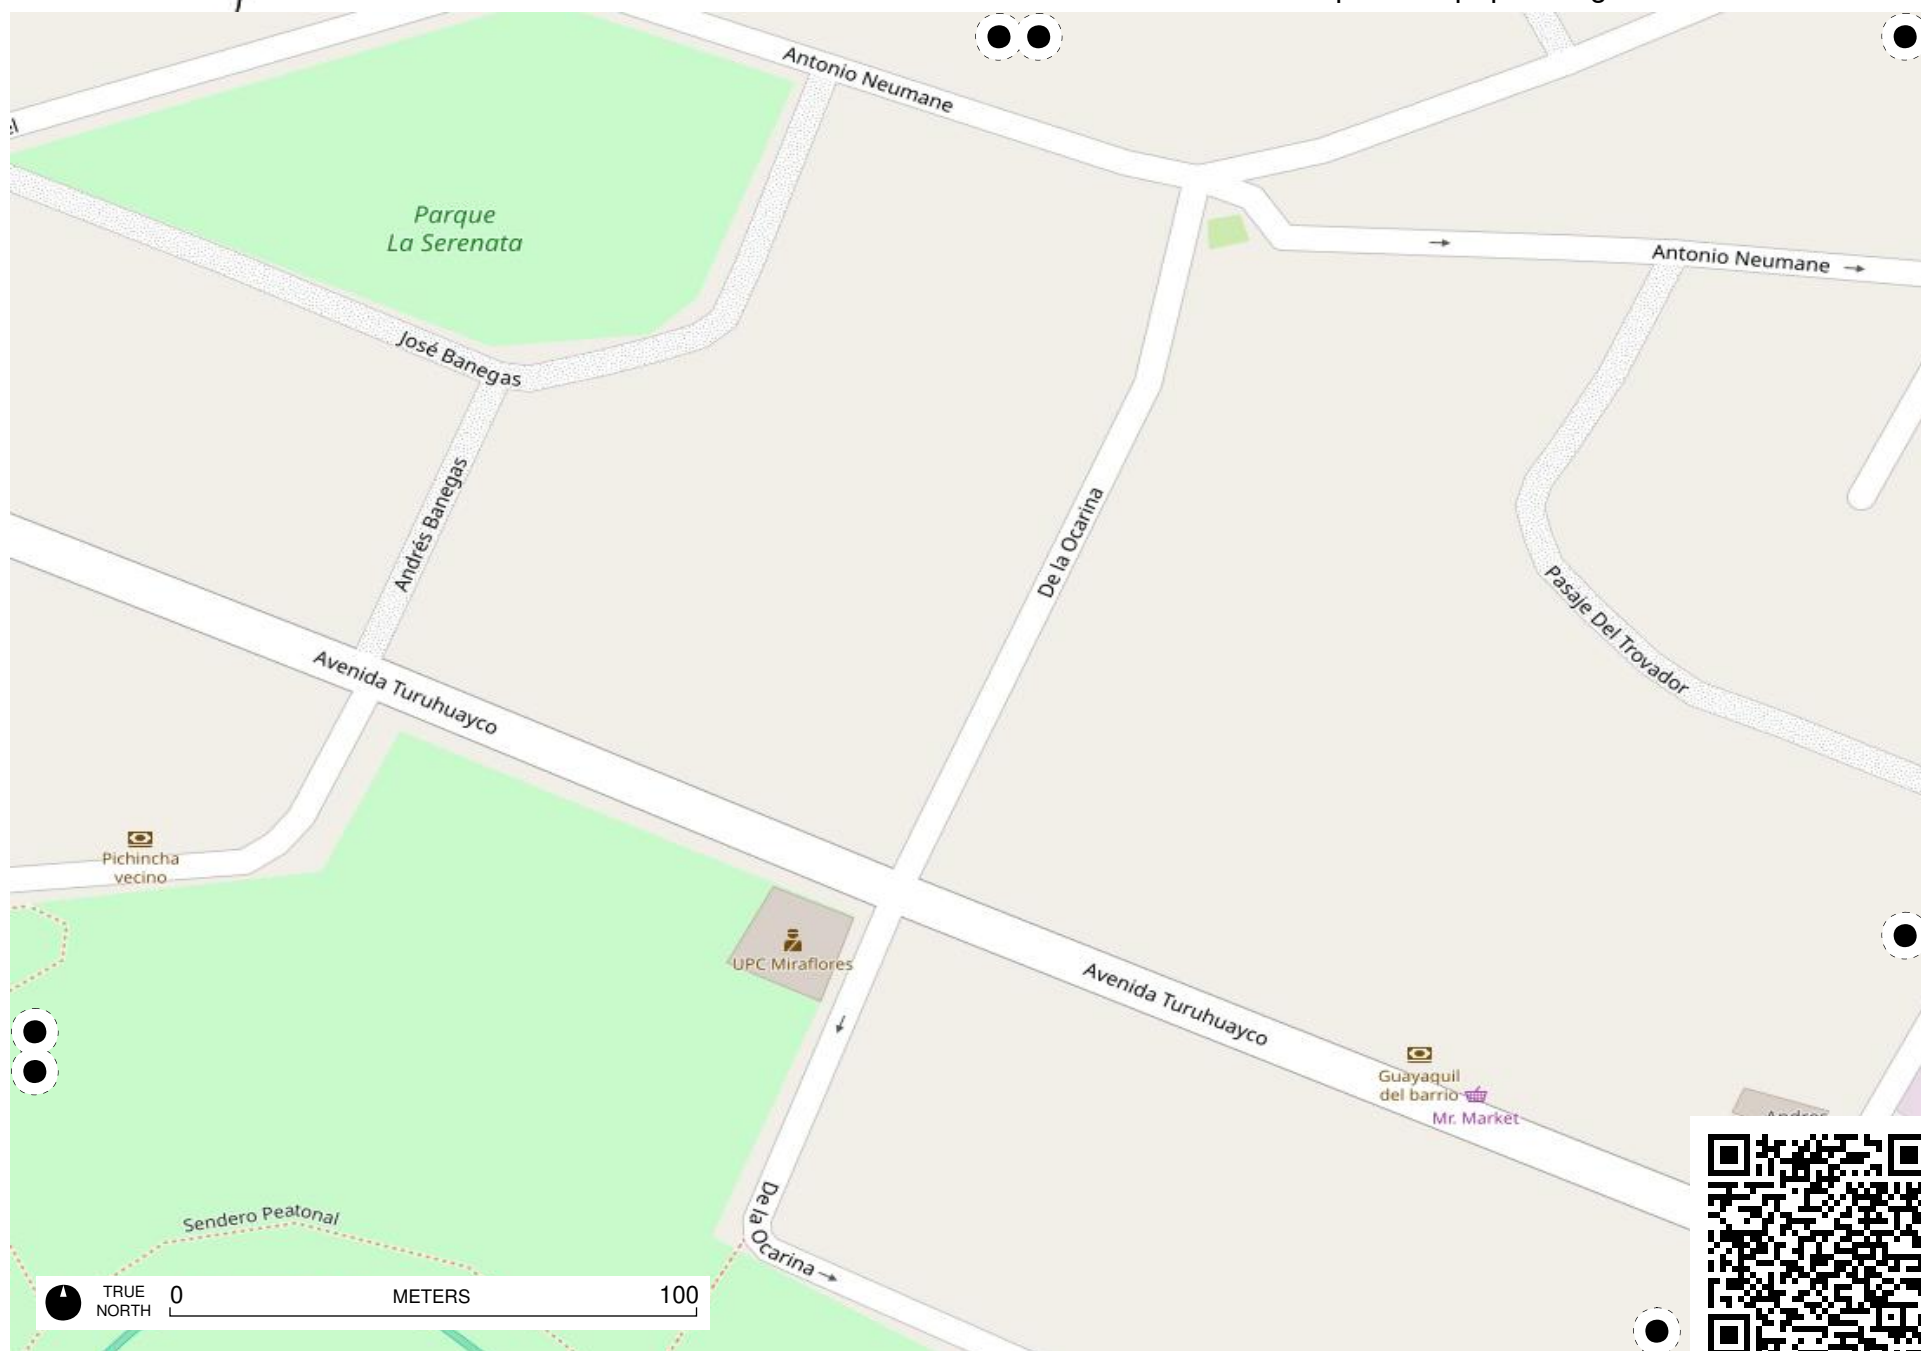 Antonio Neumane
Parque
La Serenata
Antonio Neumane
José Banegas
Andrés Banegas
De la Ocarina
Pasaje Del Trovador
Avenida Turuhuayco
Pichincha
vecino
UPC Miraflores
Avenida Turuhuayco
Guayaquil
del barrio
Mr. Market
De la Ocarina
Sendero Peatonal
TRUE
NORTH
0
METERS
100